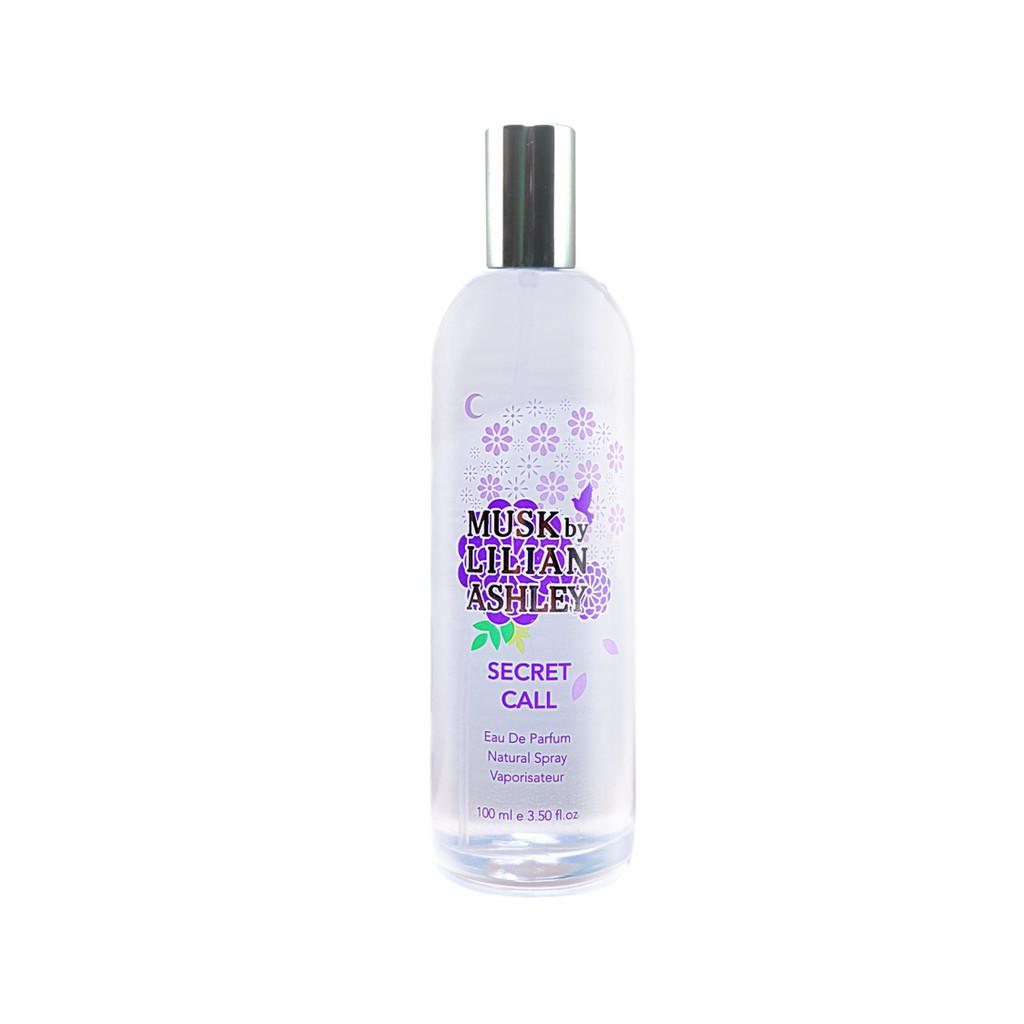 MUSK by
LILIAN
ASHLEY
SECRET
CALL
Eau De Parfum
Natural Spray
Vaporisateur
100 ml e 3.50 fl.oz